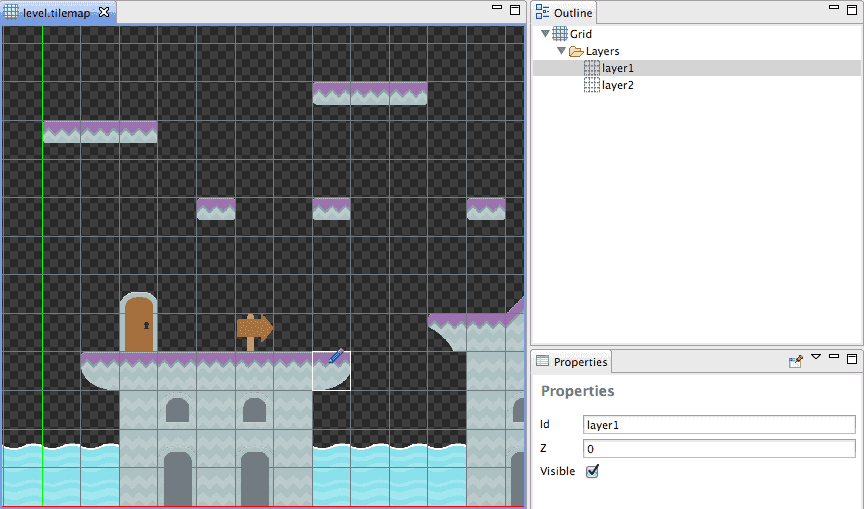 level.tilemap
Outline
Grid
Layers
layer1
layer2
Properties
Properties
Id
layer1
Z
0
Visible